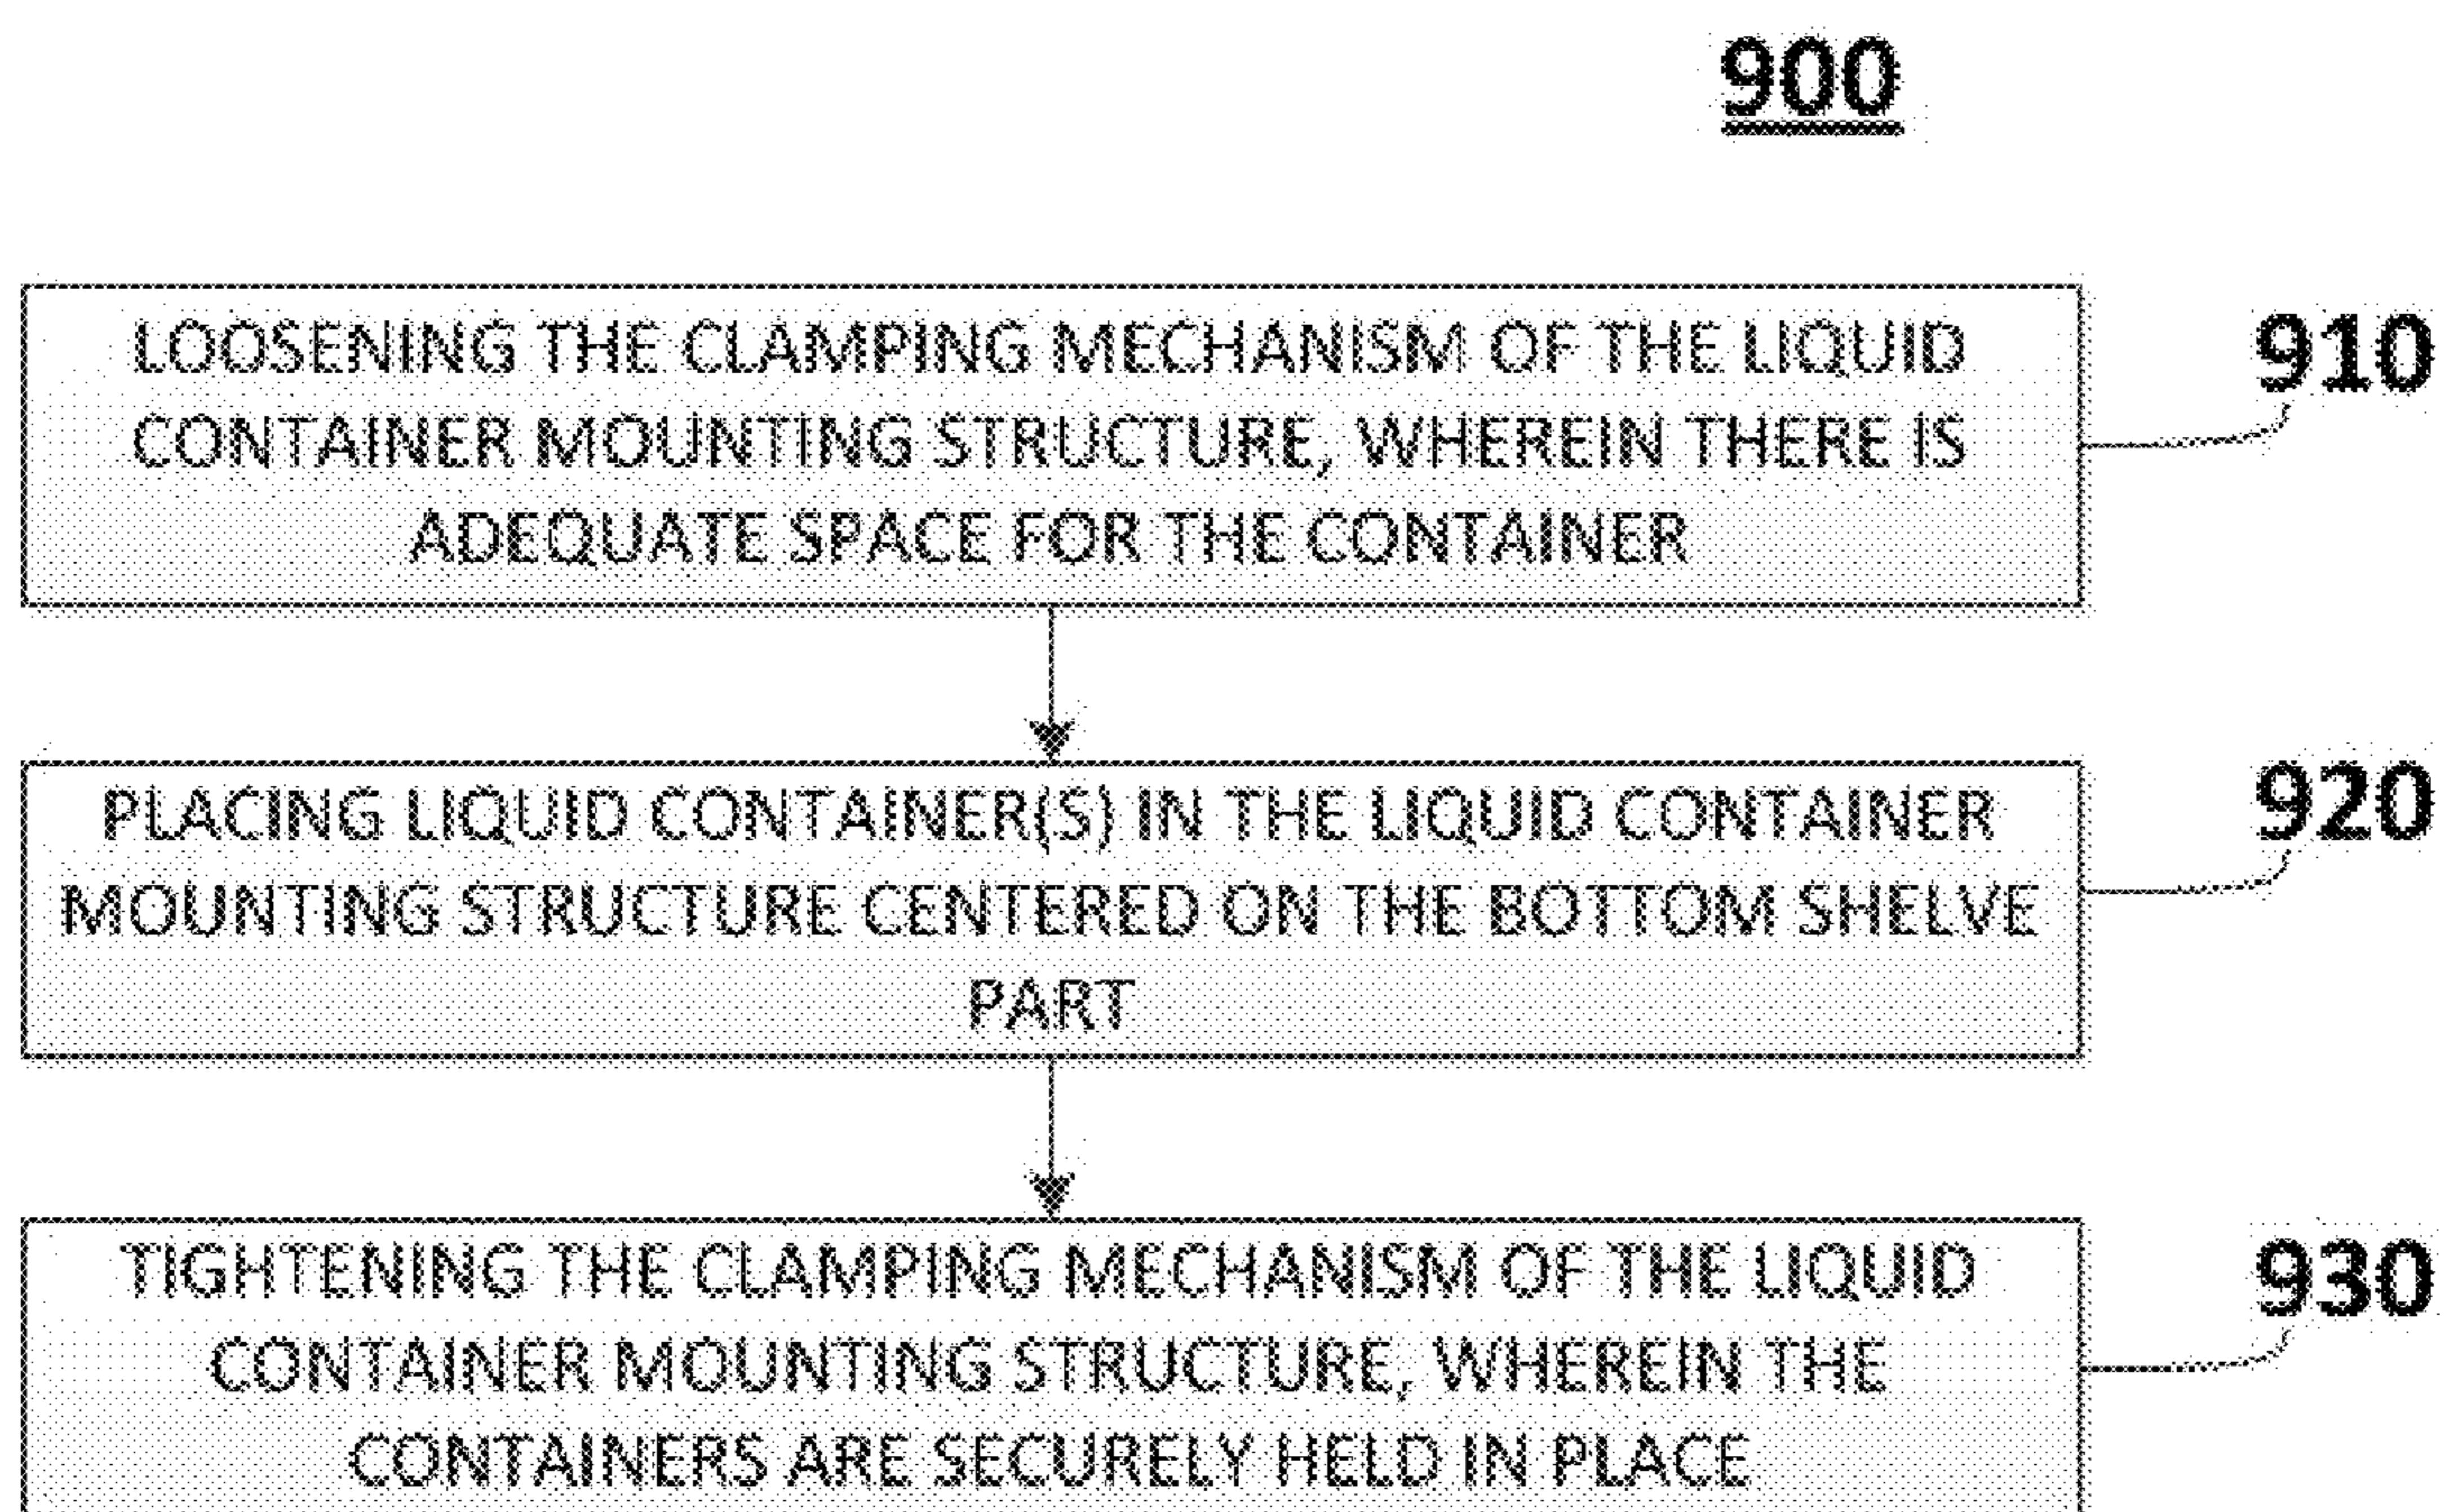 900
LOOSENING THE CLAMPING MECHANISM OF THE LIQUID
CONTAINER MOUNTING STRUCTURE, WHEREIN THERE IS
ADEQUATE SPACE FOR THE CONTAINER
910
PLACING LIQUID CONTAINER(S) IN THE LIQUID CONTAINER
MOUNTING STRUCTURE CENTERED ON THE BOTTOM SHELVE
PART
920
TIGHTENING THE CLAMPING MECHANISM OF THE LIQUID
CONTAINER MOUNTING STRUCTURE, WHEREIN THE
CONTAINERS ARE SECURELY HELD IN PLACE
930